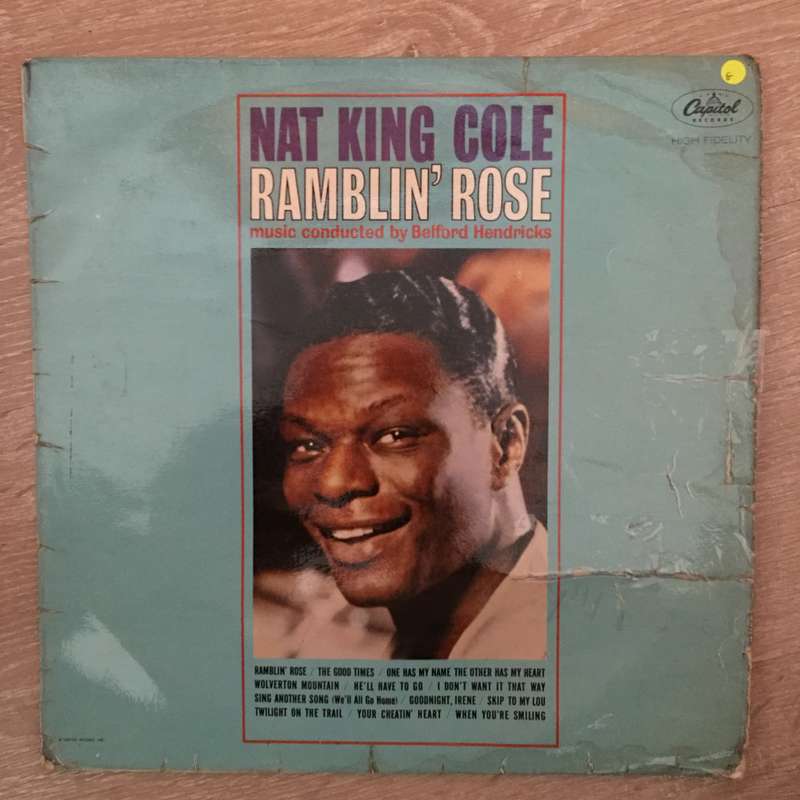 G
Capitol
RECORDS
HIGH FIDELITY
NAT KING COLE
RAMBLIN' ROSE
music conducted by Belford Hendricks
RAMBLIN' ROSE / THE GOOD TIMES / ONE HAS MY NAME THE OTHER HAS MY HEART
WOLVERTON MOUNTAIN / HE'LL HAVE TO GO / I DON'T WANT IT THAT WAY
SING ANOTHER SONG (We'll All Go Home) / GOODNIGHT, IRENE / SKIP TO MY LOU
TWILIGHT ON THE TRAIL / YOUR CHEATIN' HEART / WHEN YOU'RE SMILING